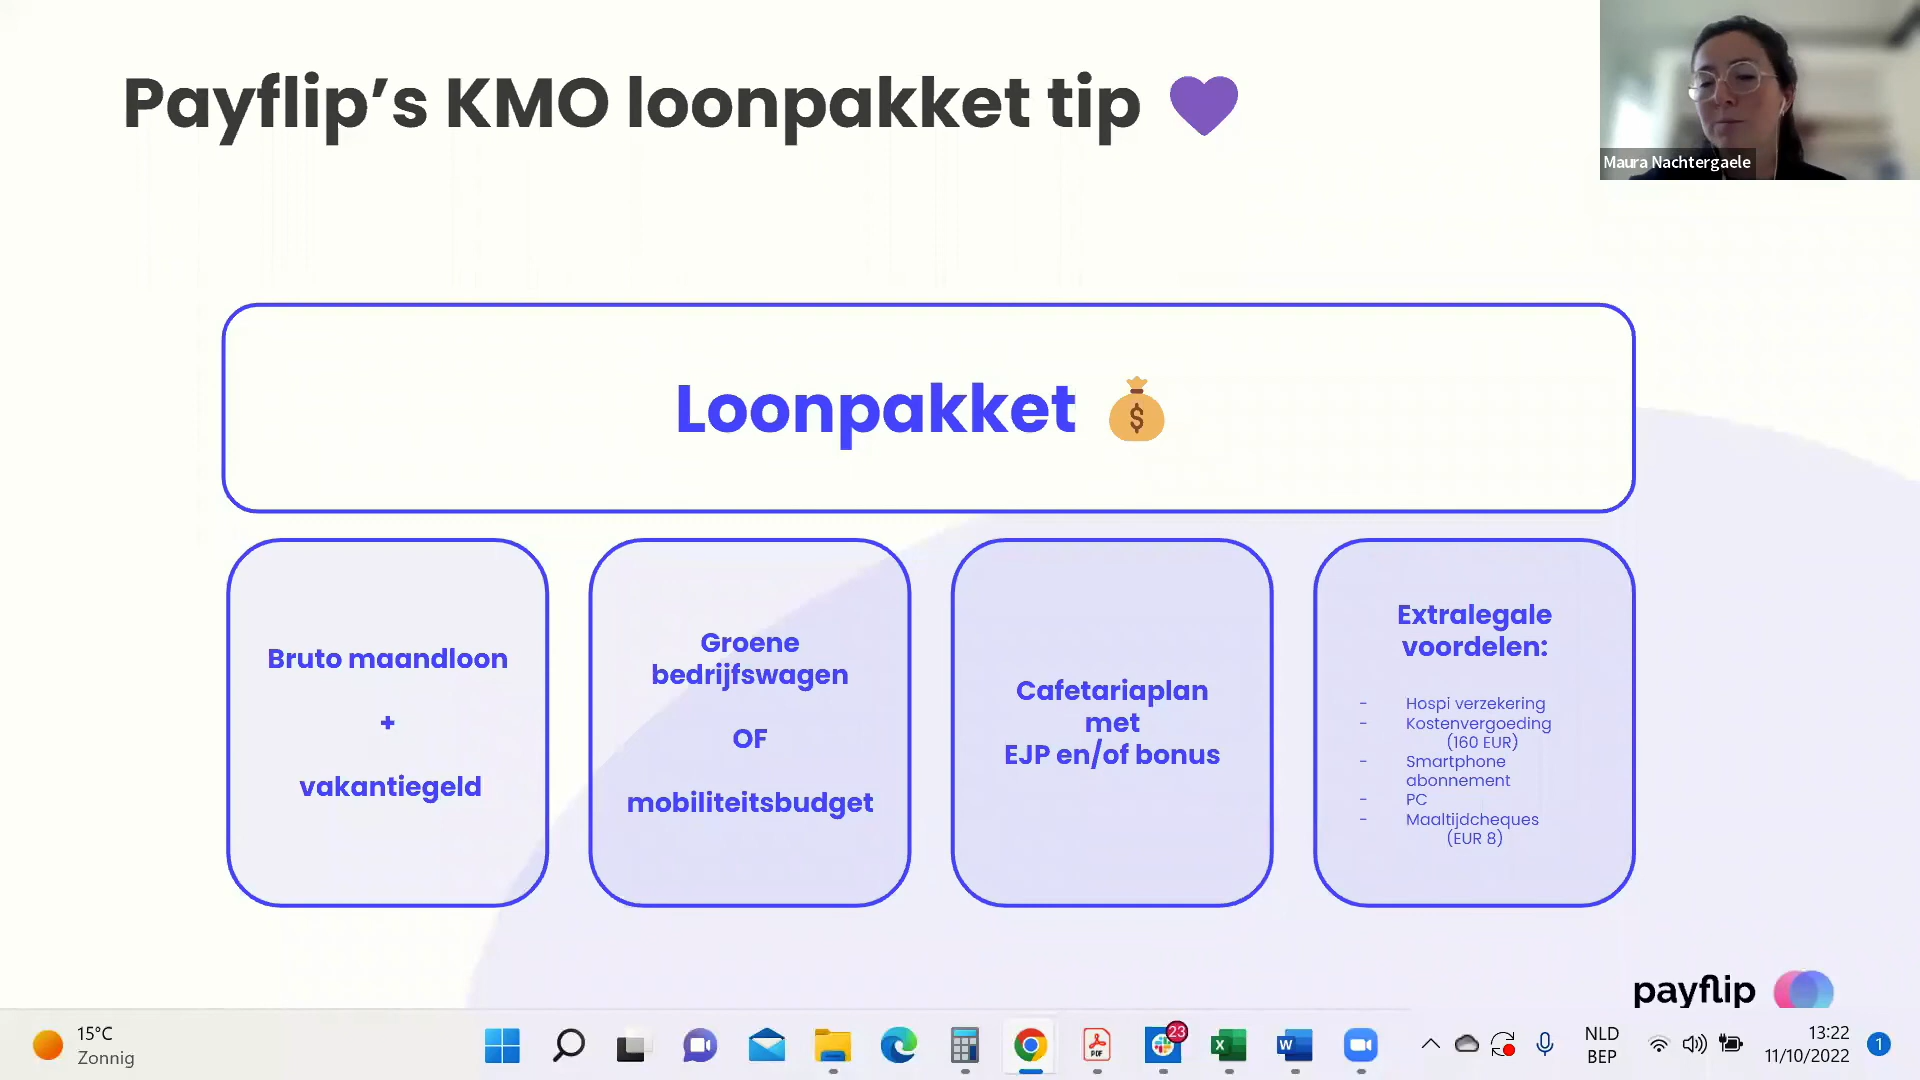 Payflip's KMO loonpakket tip
Maura Nachtergaele
Loonpakket
$
Bruto maandloon
+
vakantiegeld
Groene
bedrijfswagen
OF
mobiliteitsbudget
Cafetariaplan
met
EJP en/of bonus
Extralegale
voordelen:
- Hospi verzekering
- Kostenvergoeding
(160 EUR)
- Smartphone
abonnement
- PC
- Maaltijdcheques
(EUR 8)
payflip
15°C
Zonnig
PDF
23
X
W
NLD
BEP
13:22
11/10/2022
1